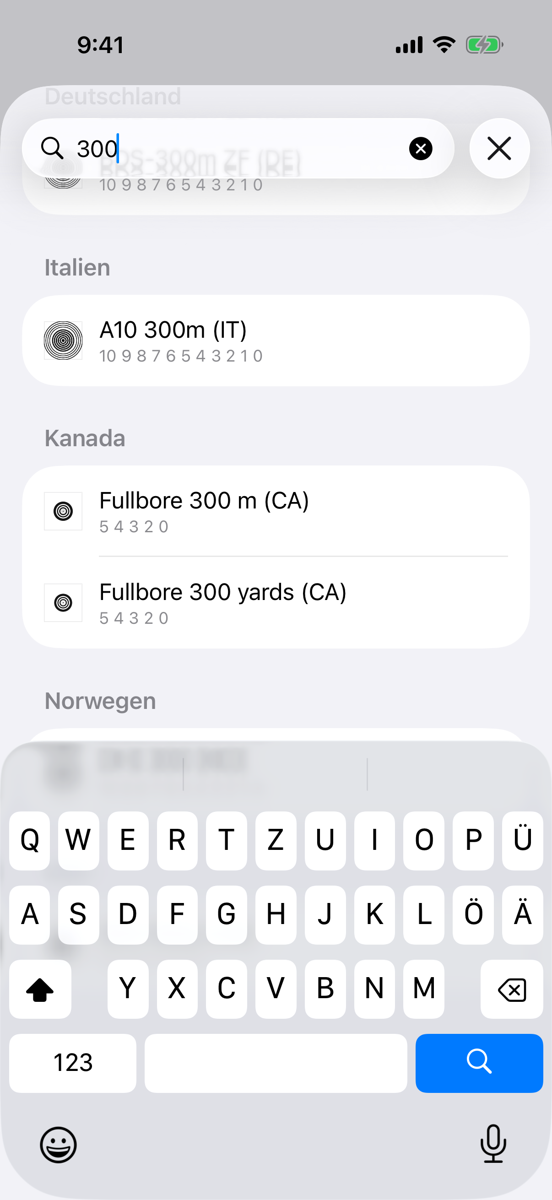 9:41
Deutschland
300
10 9 8 7 6 5 4 3 2 1 0
Italien
A10 300m (IT)
10 9 8 7 6 5 4 3 2 1 0
Kanada
Fullbore 300 m (CA)
5 4 3 2 0
Fullbore 300 yards (CA)
5 4 3 2 0
Norwegen
Q W E R T Z U I O P Ü
A S D F G H J K L Ö Ä
Y X C V B N M
123